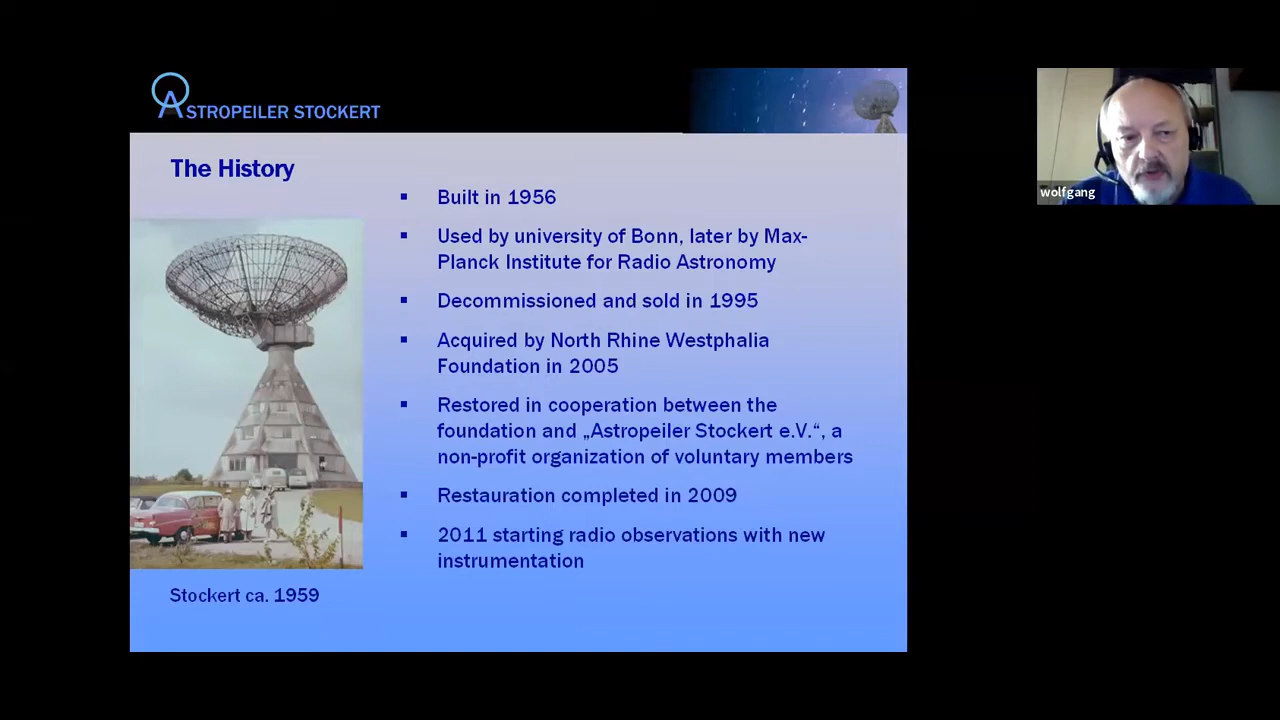 ASTROPEILER STOCKERT
The History
Built in 1956
Used by university of Bonn, later by Max-
Planck Institute for Radio Astronomy
Decommissioned and sold in 1995
Acquired by North Rhine Westphalia
Foundation in 2005
Restored in cooperation between the
foundation and „Astropeiler Stockert e.V.“, a
non-profit organization of voluntary members
Restauration completed in 2009
2011 starting radio observations with new
instrumentation
Stockert ca. 1959
wolfgang